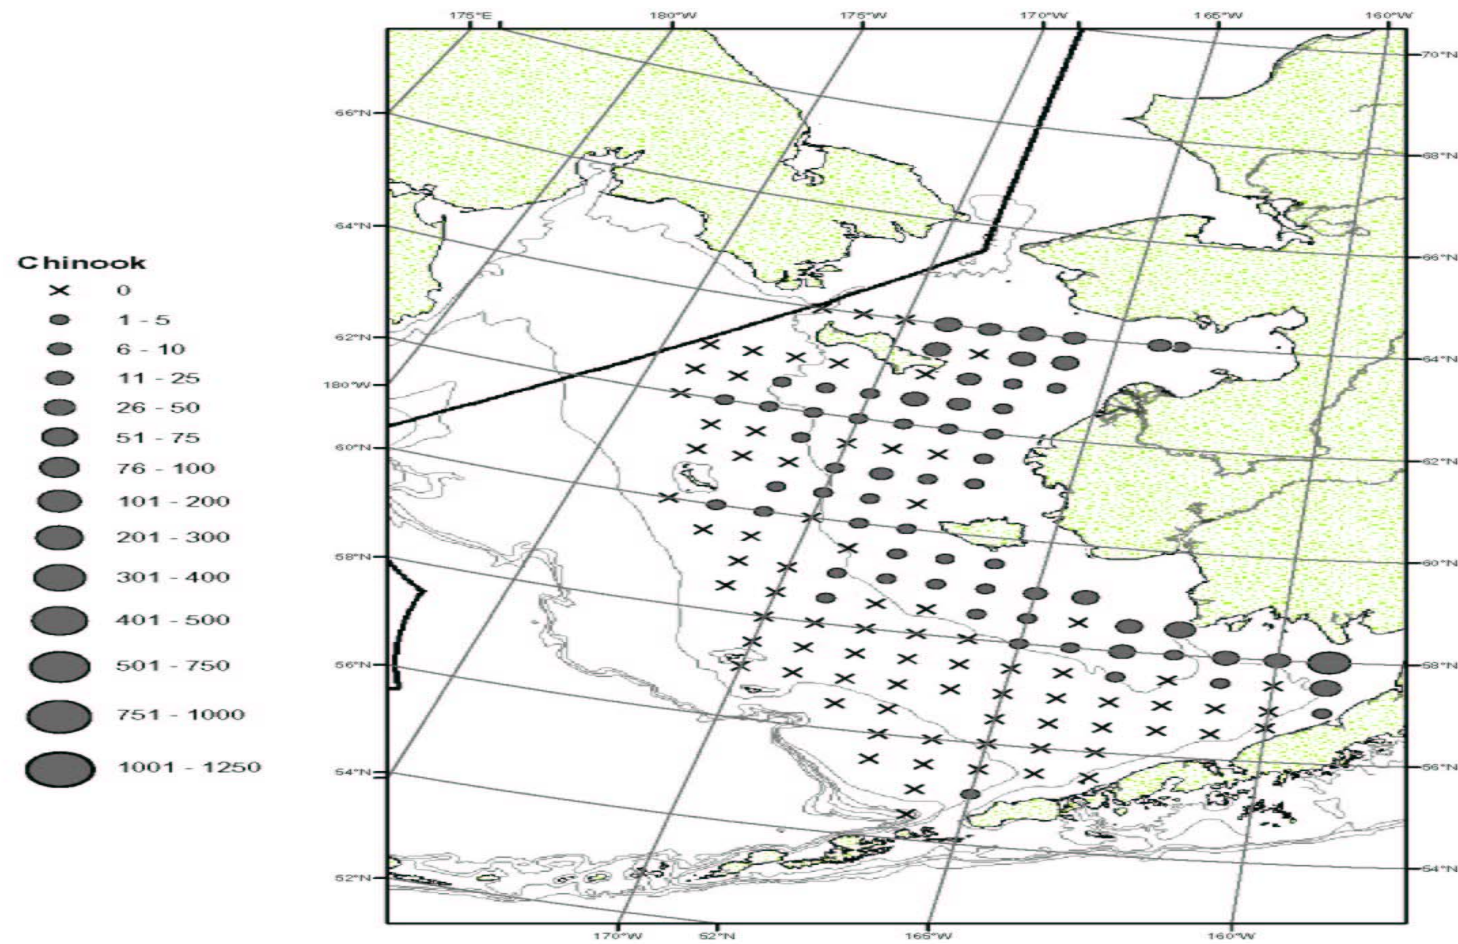 175°E 180°W 175°W 170°W 165°W 160°W
70°N
66°N
68°N
64°N
66°N
Chinook
0
1 - 5
6 - 10
11 - 25
26 - 50
51 - 75
76 - 100
101 - 200
201 - 300
301 - 400
401 - 500
501 - 750
751 - 1000
1001 - 1250
62°N
64°N
180°W
60°N
62°N
58°N
60°N
56°N
58°N
54°N
56°N
52°N
54°N
170°W 52°N 165°W 160°W